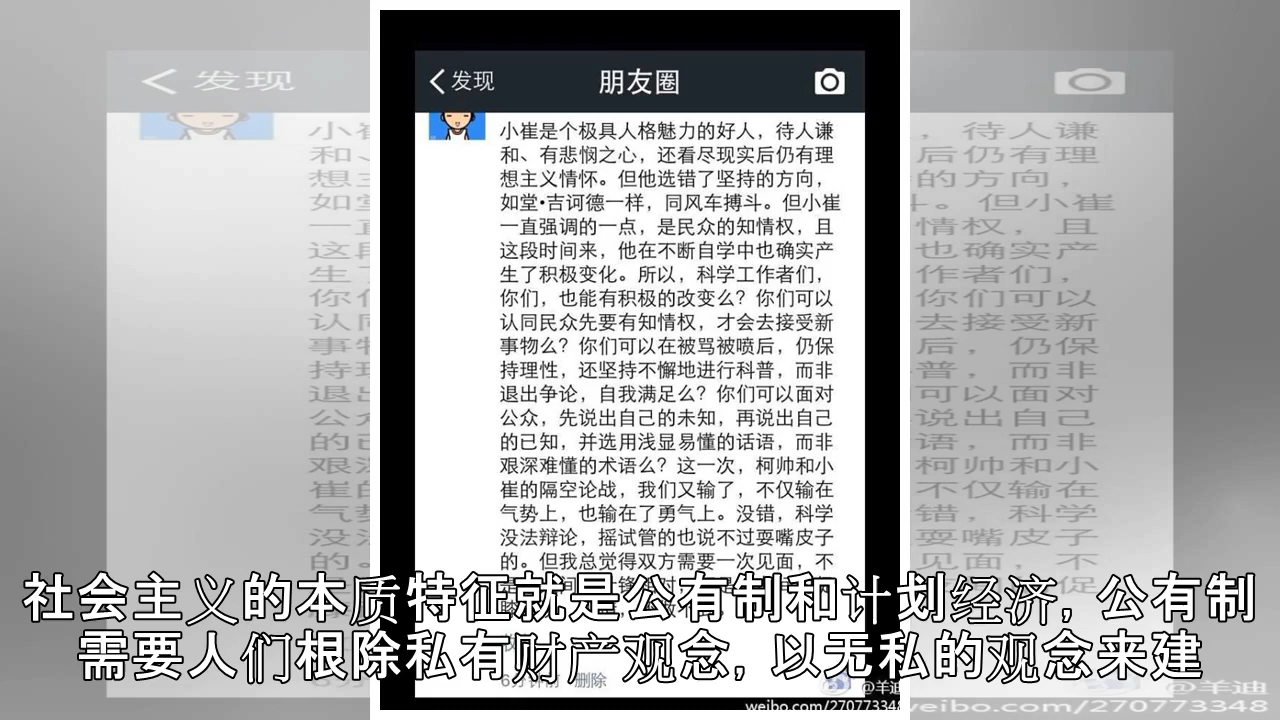 发现
朋友圈
小崔是个极具人格魅力的好人，待人谦
和、有悲悯之心，还看尽现实后仍有理
想主义情怀。但他选错了坚持的方向，
如堂•吉诃德一样，同风车搏斗。但小崔
一直强调的一点，是民众的知情权，且
这段时间来，他在不断自学中也确实产
生了积极变化。所以，科学工作者们，
你们，也能有积极的改变么？你们可以
认同民众先要有知情权，才会去接受新
事物么？你们可以在被骂被喷后，仍保
持理性，还坚持不懈地进行科普，而非
退出争论，自我满足么？你们可以面对
公众，先说出自己的未知，再说出自己
的已知，并选用浅显易懂的话语，而非
艰深难懂的术语么？这一次，柯帅和小
崔的隔空论战，我们又输了，不仅输在
气势上，也输在了勇气上。没错，科学
没法辩论，摇试管的也说不过耍嘴皮子
的。但我总觉得双方需要一次见面，不
社会主义的本质特征就是公有制和计划经济，公有制
需要人们根除私有财产观念，以无私的观念来建
6分钟前 删除
@羊迪
weibo.com/270773348